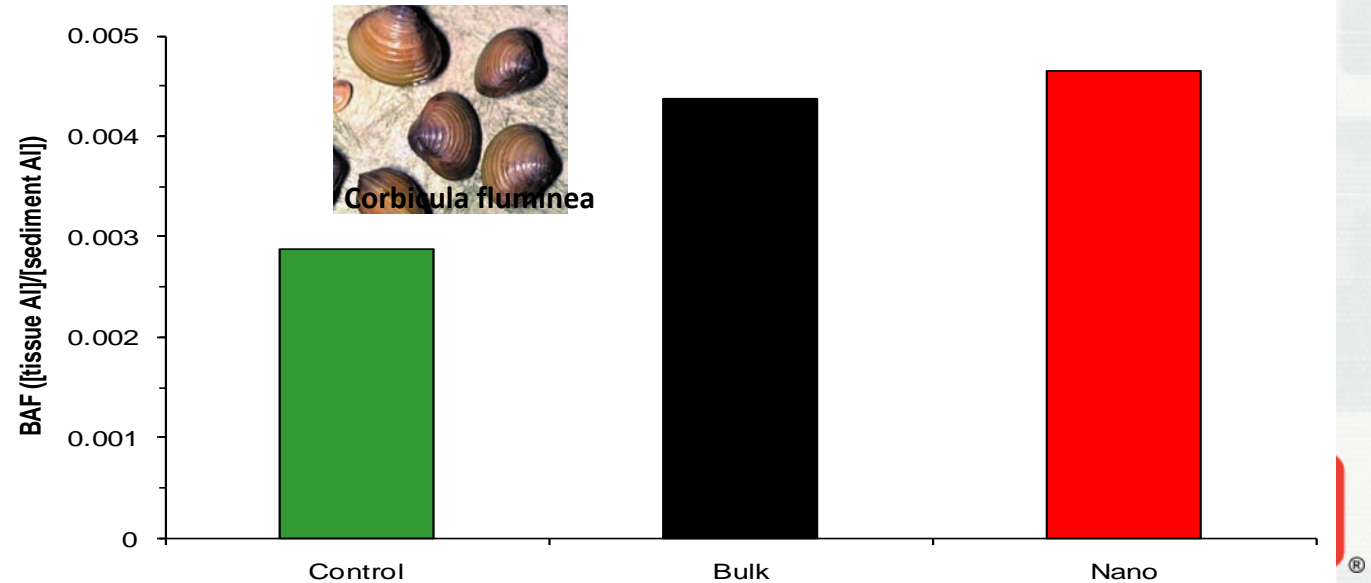 0.005
0.004
0.003
0.002
0.001
0
BAF ([tissue Al]/[sediment Al])
Corbicula fluminea
Control
Bulk
Nano
®